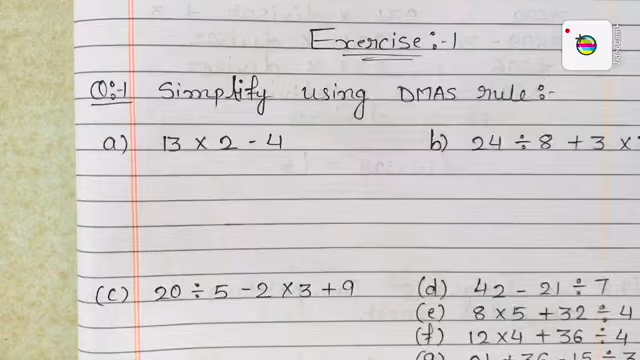 Exercise:-1
Q:-1 Simplify using DMAS rule:-
a) 13 × 2 - 4 b) 24 ÷ 8 + 3 ×
(c) 20 ÷ 5 - 2 × 3 + 9 (d) 42 - 21 ÷ 7
(e) 8 × 5 + 32 ÷ 4
(f) 12 × 4 + 36 ÷ 4